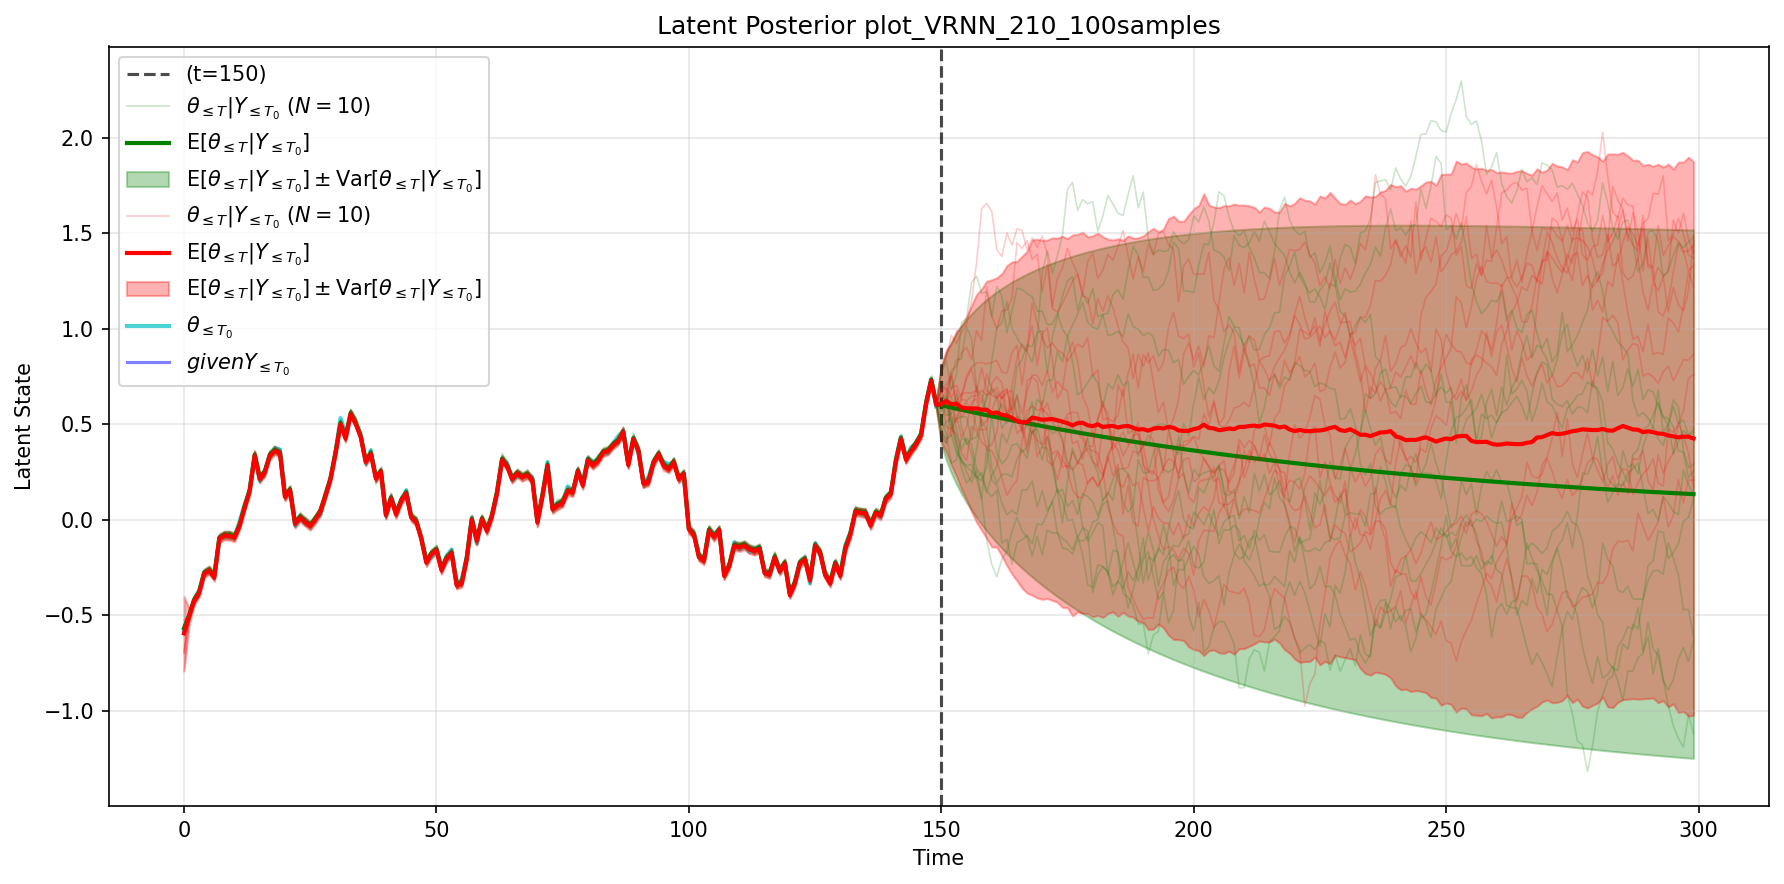 Latent Posterior plot_VRNN_210_100samples
(t=150)
θ≤T|Y≤T₀ (N = 10)
E[θ≤T|Y≤T₀]
E[θ≤T|Y≤T₀] ± Var[θ≤T|Y≤T₀]
θ≤T|Y≤T₀ (N = 10)
E[θ≤T|Y≤T₀]
E[θ≤T|Y≤T₀] ± Var[θ≤T|Y≤T₀]
θ≤T₀
givenY≤T₀
Latent State
2.0
1.5
1.0
0.5
0.0
−0.5
−1.0
0 50 100 150 200 250 300
Time